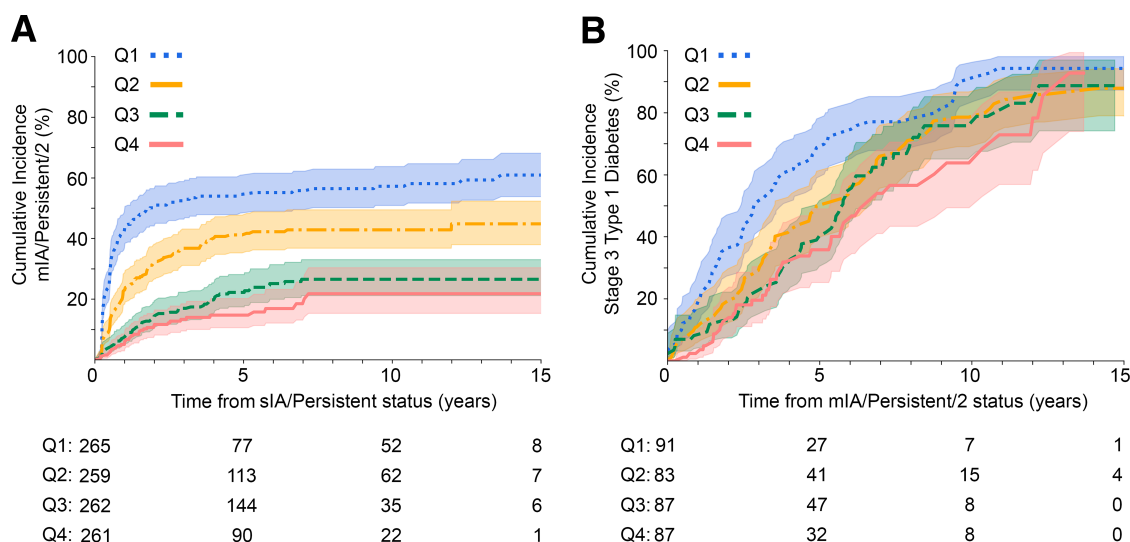 A
Cumulative Incidence
mIA/Persistent/2 (%)
100
80
60
40
20
Q1
Q2
Q3
Q4
0 5 10 15
Time from sIA/Persistent status (years)
Q1: 265 77 52 8
Q2: 259 113 62 7
Q3: 262 144 35 6
Q4: 261 90 22 1
B
Cumulative Incidence
Stage 3 Type 1 Diabetes (%)
100
80
60
40
20
Q1
Q2
Q3
Q4
0 5 10 15
Time from mIA/Persistent/2 status (years)
Q1: 91 27 7 1
Q2: 83 41 15 4
Q3: 87 47 8 0
Q4: 87 32 8 0